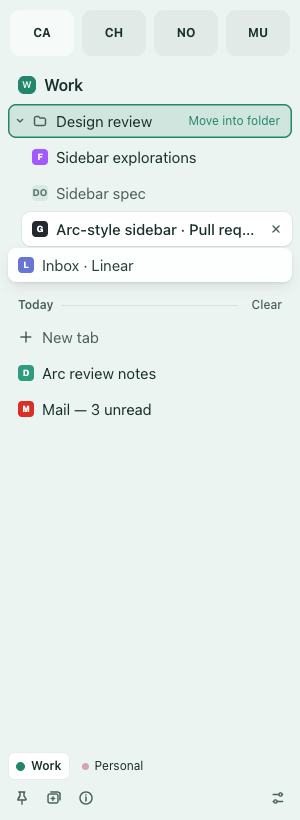 CA CH NO MU
W Work
Design review Move into folder
F Sidebar explorations
DO Sidebar spec
G Arc-style sidebar · Pull req...
L Inbox · Linear
Today Clear
New tab
D Arc review notes
M Mail — 3 unread
Work Personal